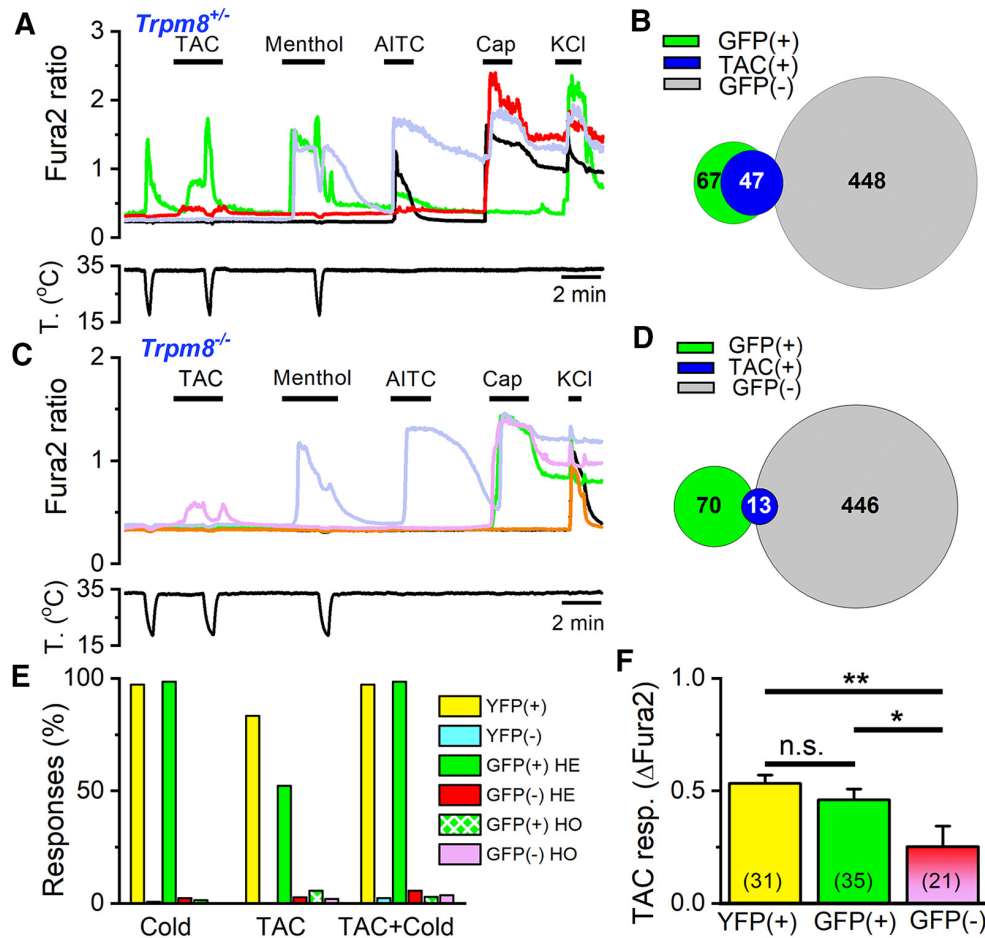 A
Trpm8+/-
TAC Menthol AITC Cap KCl
Fura2 ratio
3
2
1
0
T. (°C)
35
15
2 min
B
GFP(+)
TAC(+)
GFP(-)
67 47 448
C
Trpm8-/-
TAC Menthol AITC Cap KCl
Fura2 ratio
2
1
0
T. (°C)
35
15
2 min
D
GFP(+)
TAC(+)
GFP(-)
70 13 446
E
Responses (%)
100
50
0
Cold TAC TAC+Cold
YFP(+)
YFP(-)
GFP(+) HE
GFP(-) HE
GFP(+) HO
GFP(-) HO
F
TAC resp. (ΔFura2)
1.0
0.5
0.0
**
*
n.s.
(31) (35) (21)
YFP(+) GFP(+) GFP(-)